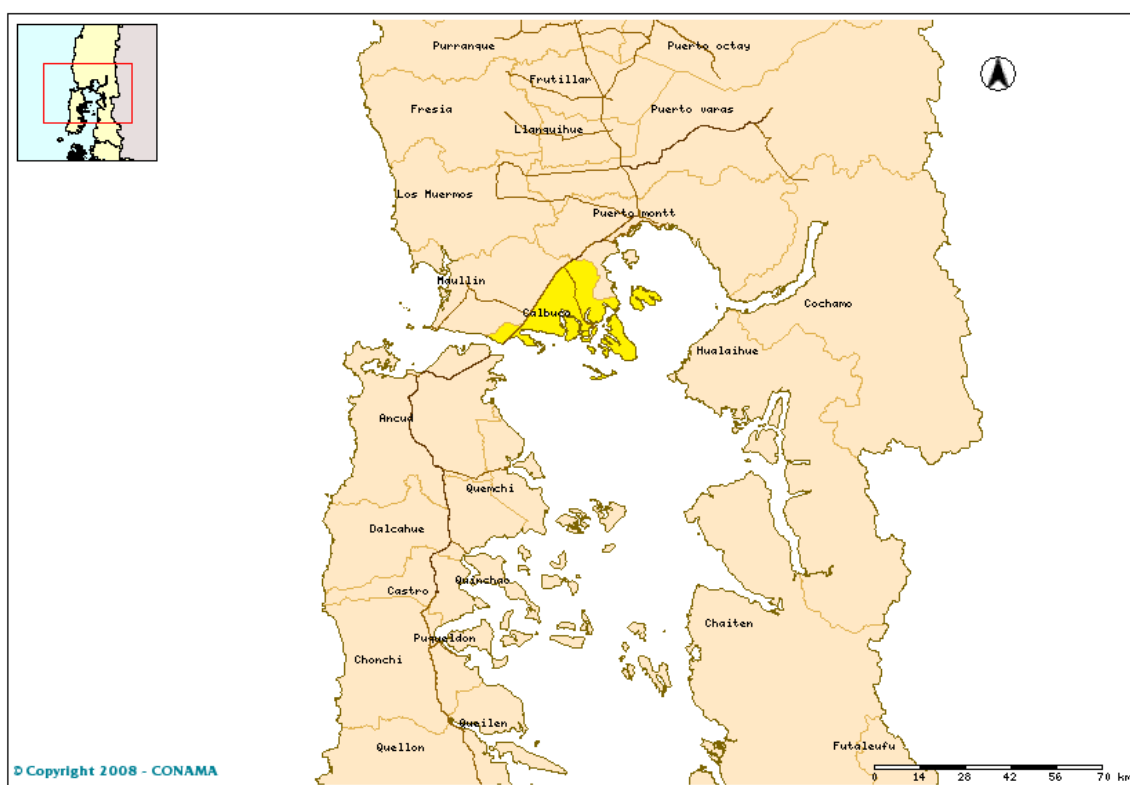 Purranque
Puerto octay
Frutillar
Fresia
Puerto varas
Llanquihue
Los Muermos
Puerto montt
Maullin
Cochamo
Calbuco
Hualaihue
Ancud
Quemchi
Dalcahue
Quinchao
Castro
Chaiten
Puqueldon
Chonchi
Queilen
Quellon
Futaleufu
© Copyright 2008 - CONAMA
0 14 28 42 56 70 km